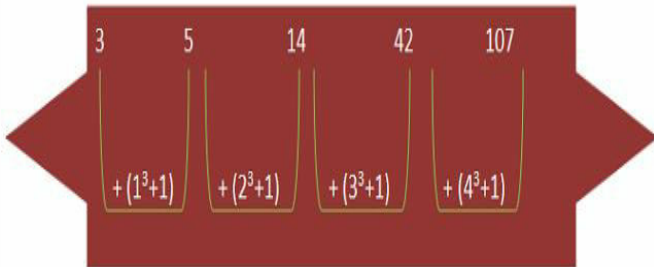 3 5 14 42 107
+ (1³+1) + (2³+1) + (3³+1) + (4³+1)